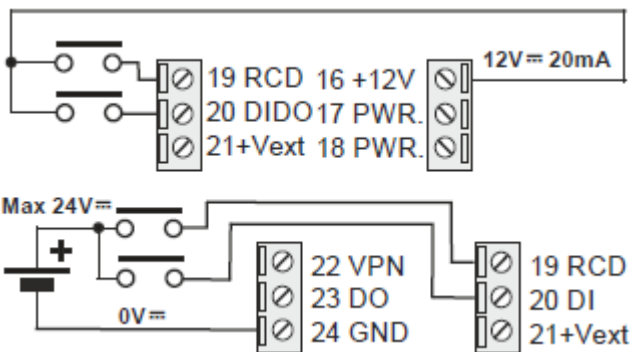 12V⎓ 20mA
19 RCD 16 +12V
20 DIDO 17 PWR.
21+Vext 18 PWR.
Max 24V⎓
+
22 VPN 19 RCD
23 DO 20 DI
0V⎓
24 GND 21+Vext